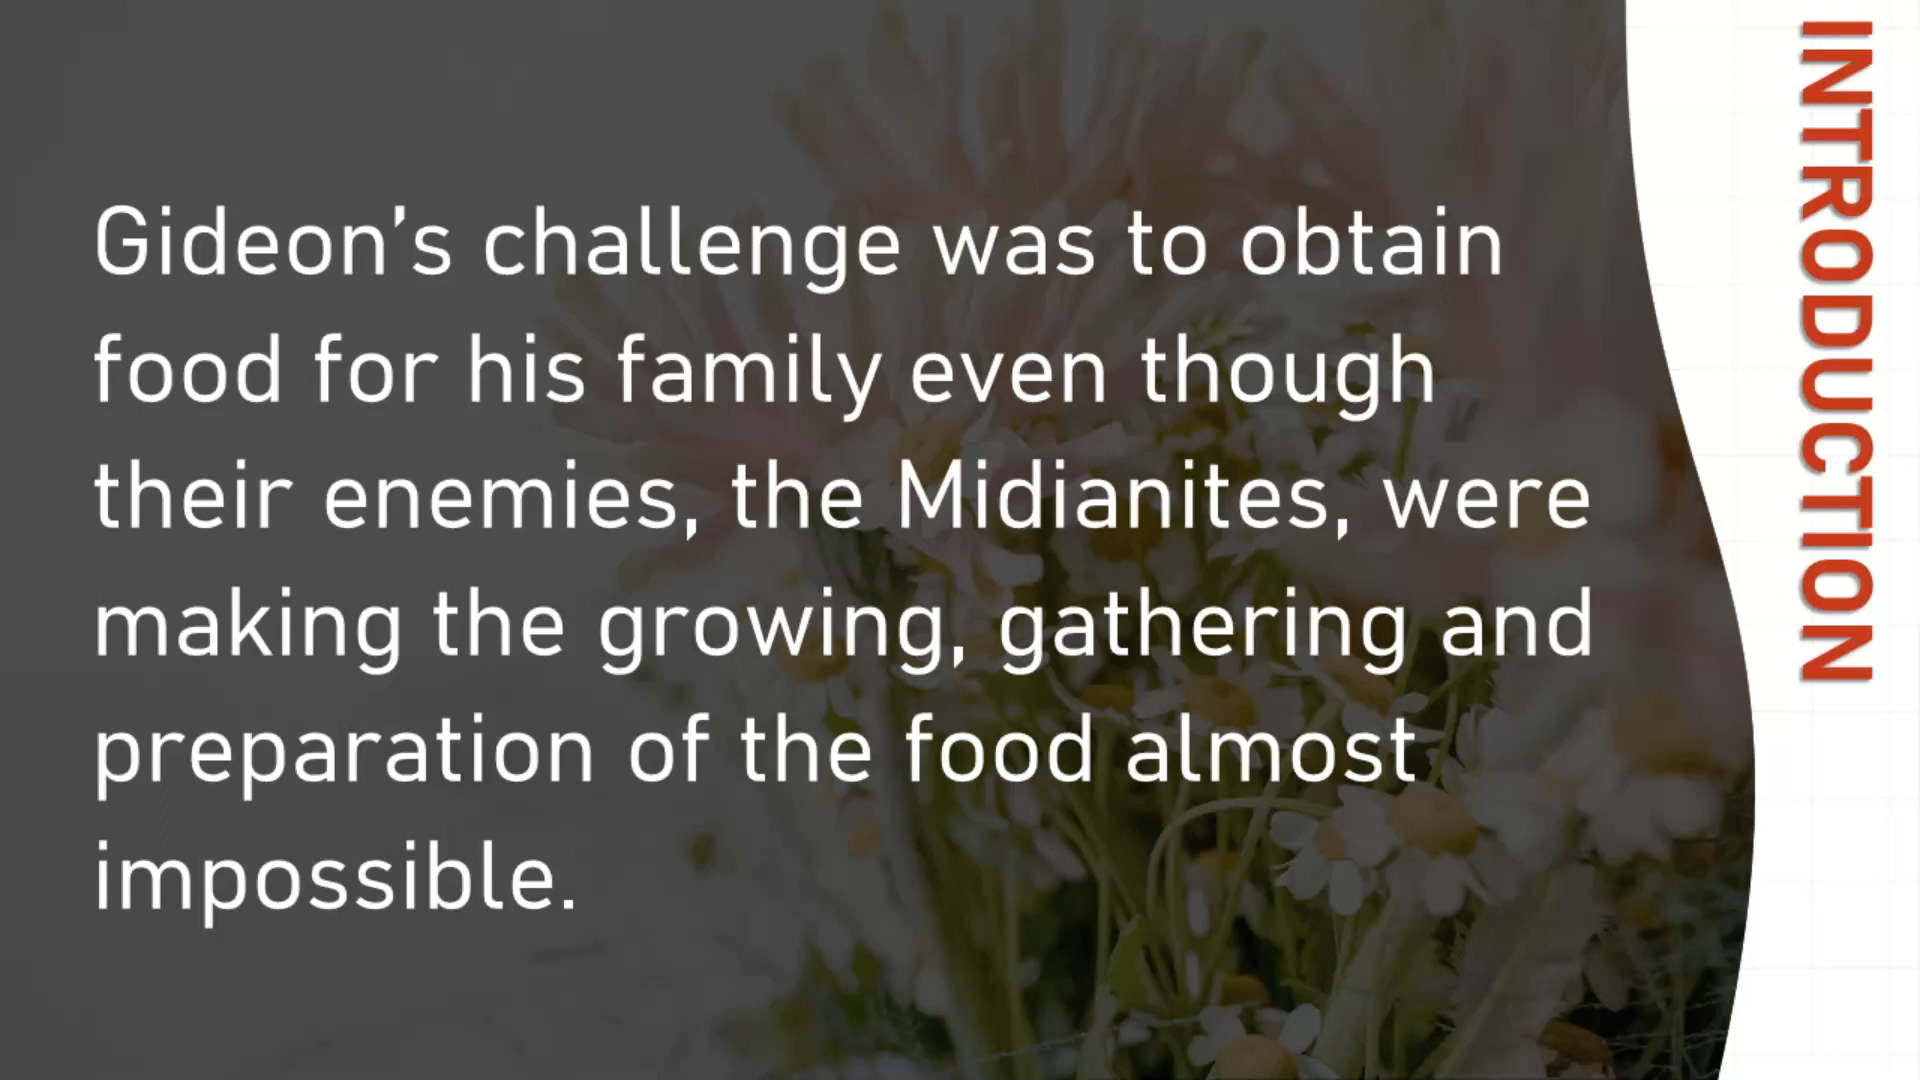 Gideon’s challenge was to obtain
food for his family even though
their enemies, the Midianites, were
making the growing, gathering and
preparation of the food almost
impossible.
INTRODUCTION